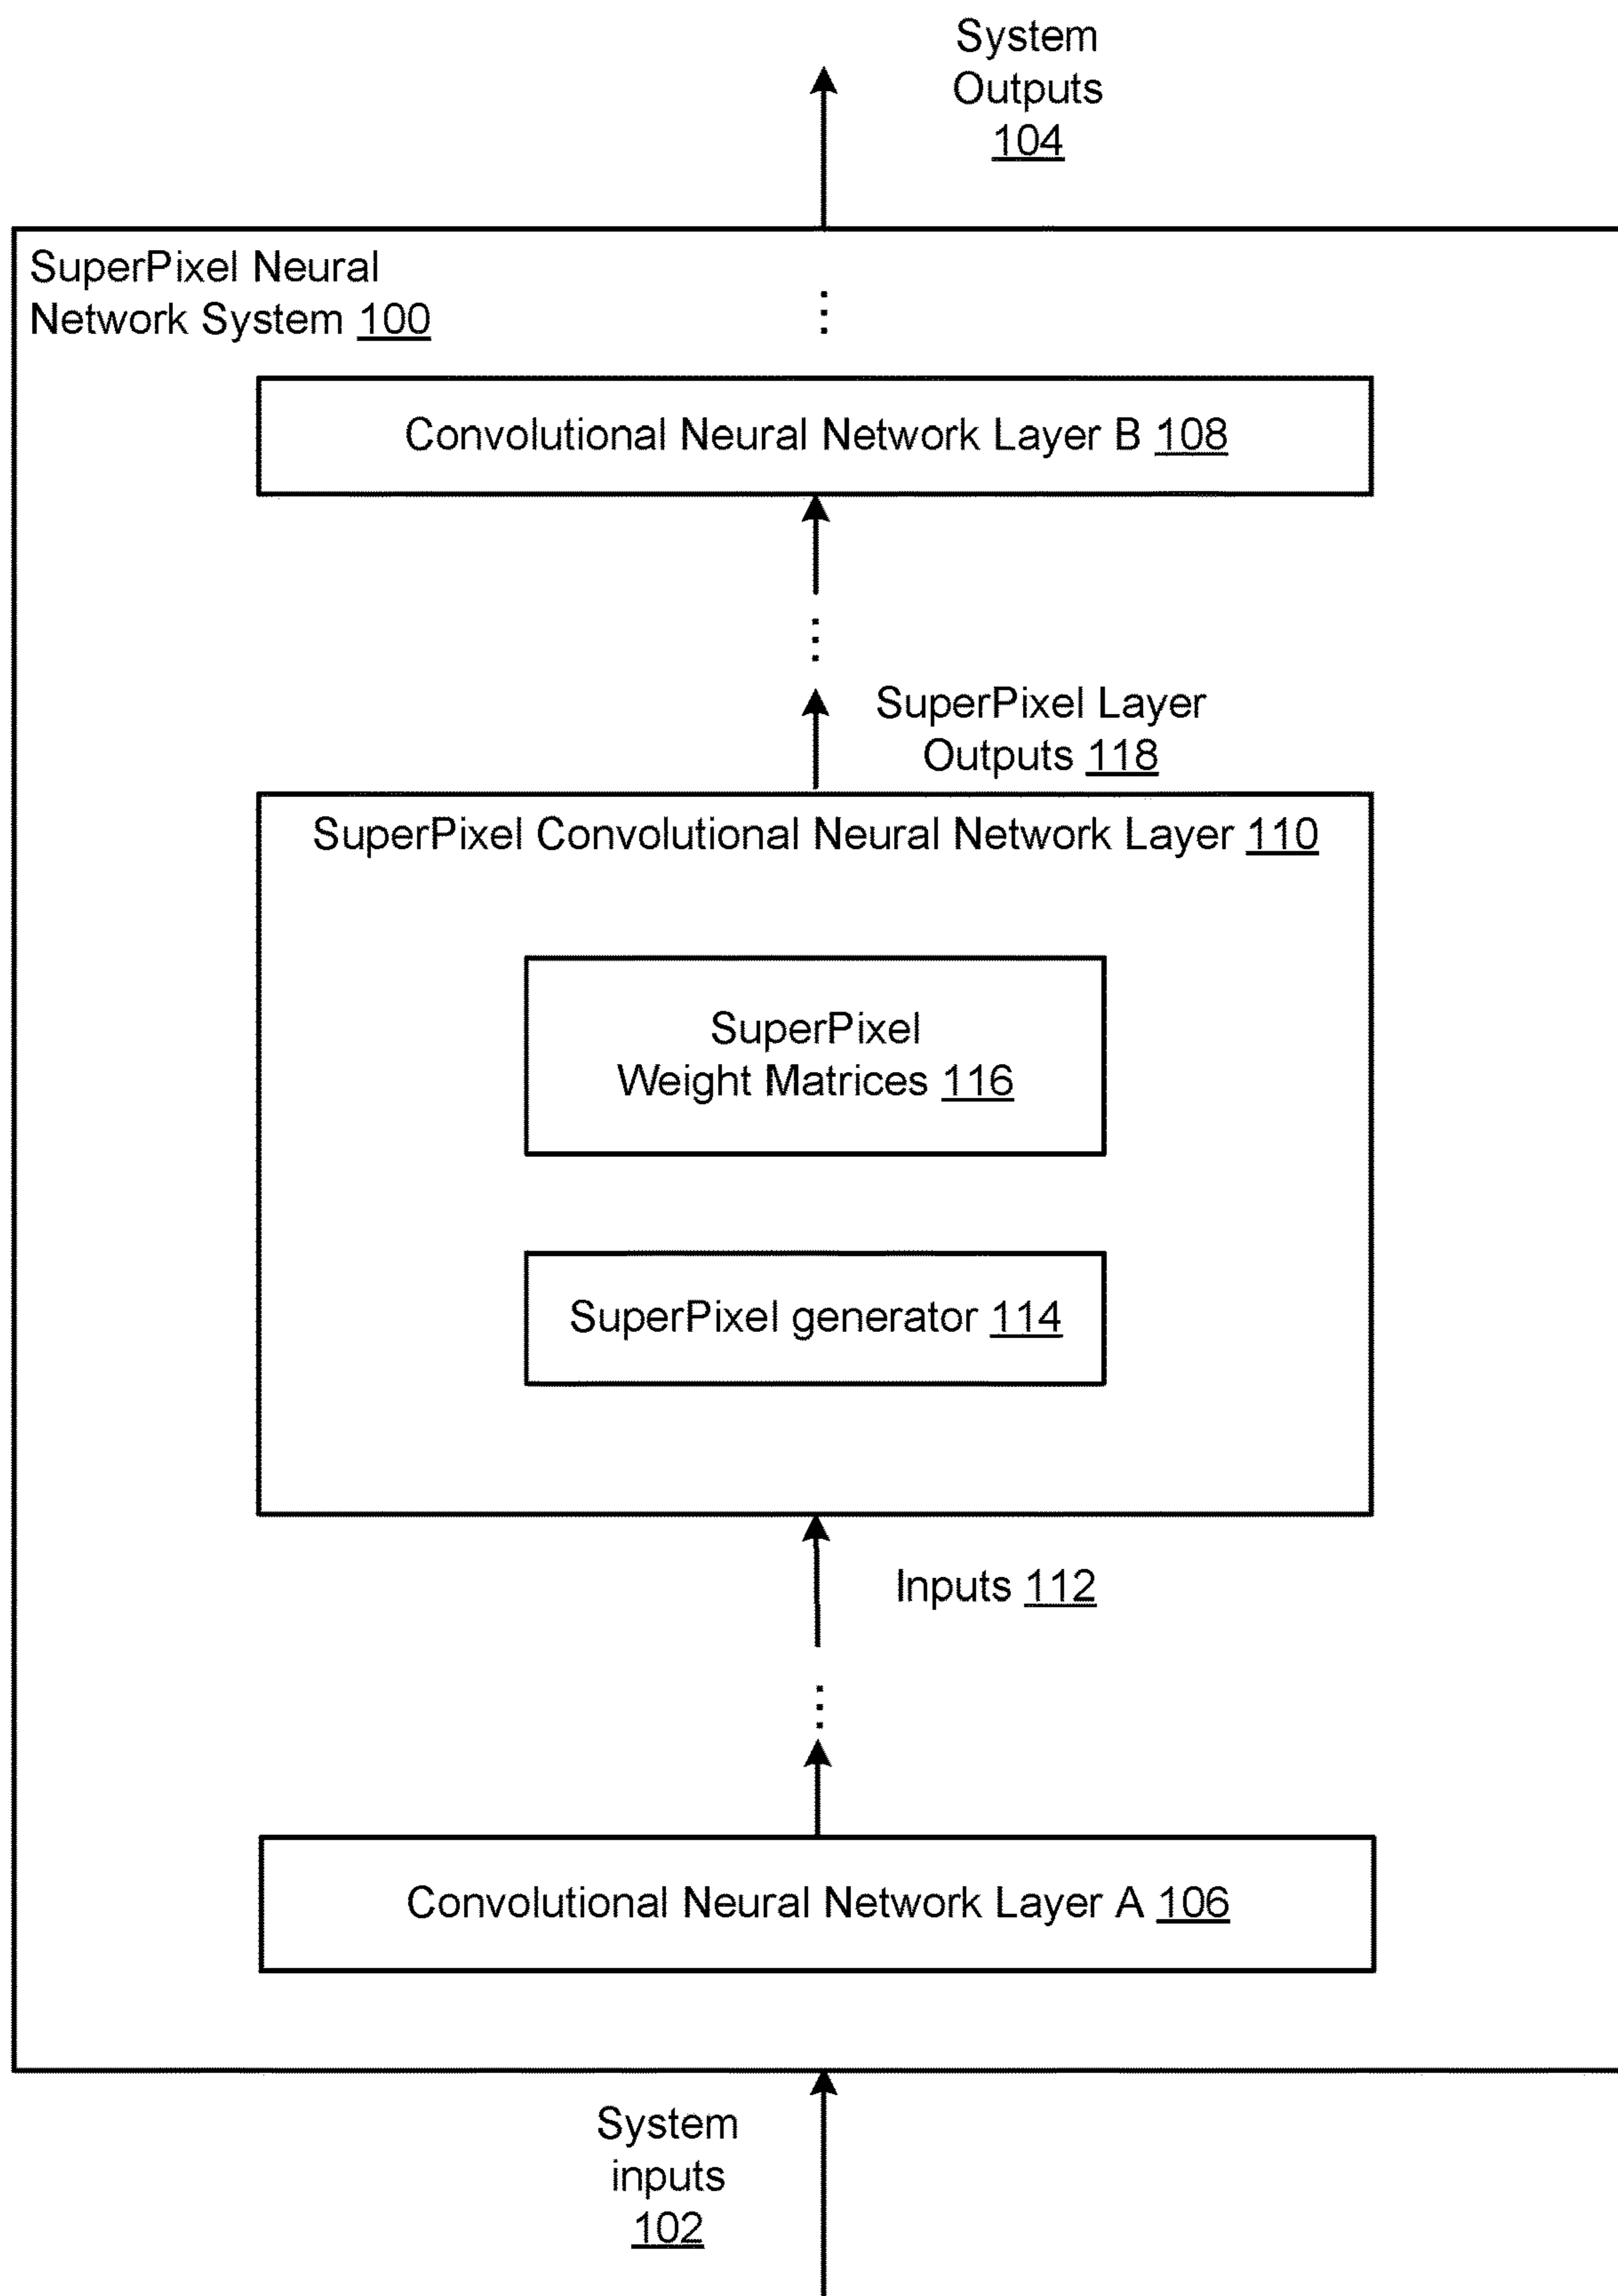 System
Outputs
104
SuperPixel Neural
Network System 100
Convolutional Neural Network Layer B 108
SuperPixel Layer
Outputs 118
SuperPixel Convolutional Neural Network Layer 110
SuperPixel
Weight Matrices 116
SuperPixel generator 114
Inputs 112
Convolutional Neural Network Layer A 106
System
inputs
102